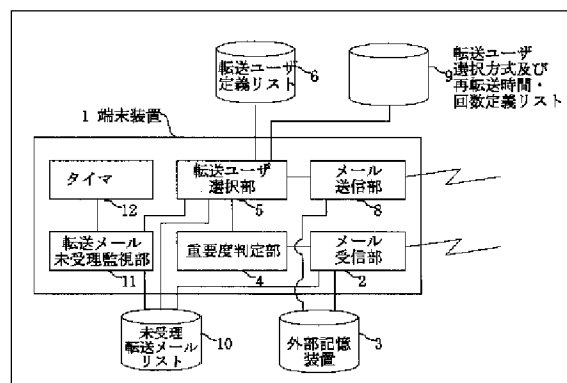 転送ユーザ
定義リスト
6
転送ユーザ
選択方式及び
再転送時間・
回数定義リスト
9
1 端末装置
タイマ
12
転送ユーザ
選択部
5
メール
送信部
8
転送メール
未受理監視部
11
重要度判定部
4
メール
受信部
2
未受理
転送メール
リスト
10
外部記憶
装置
3